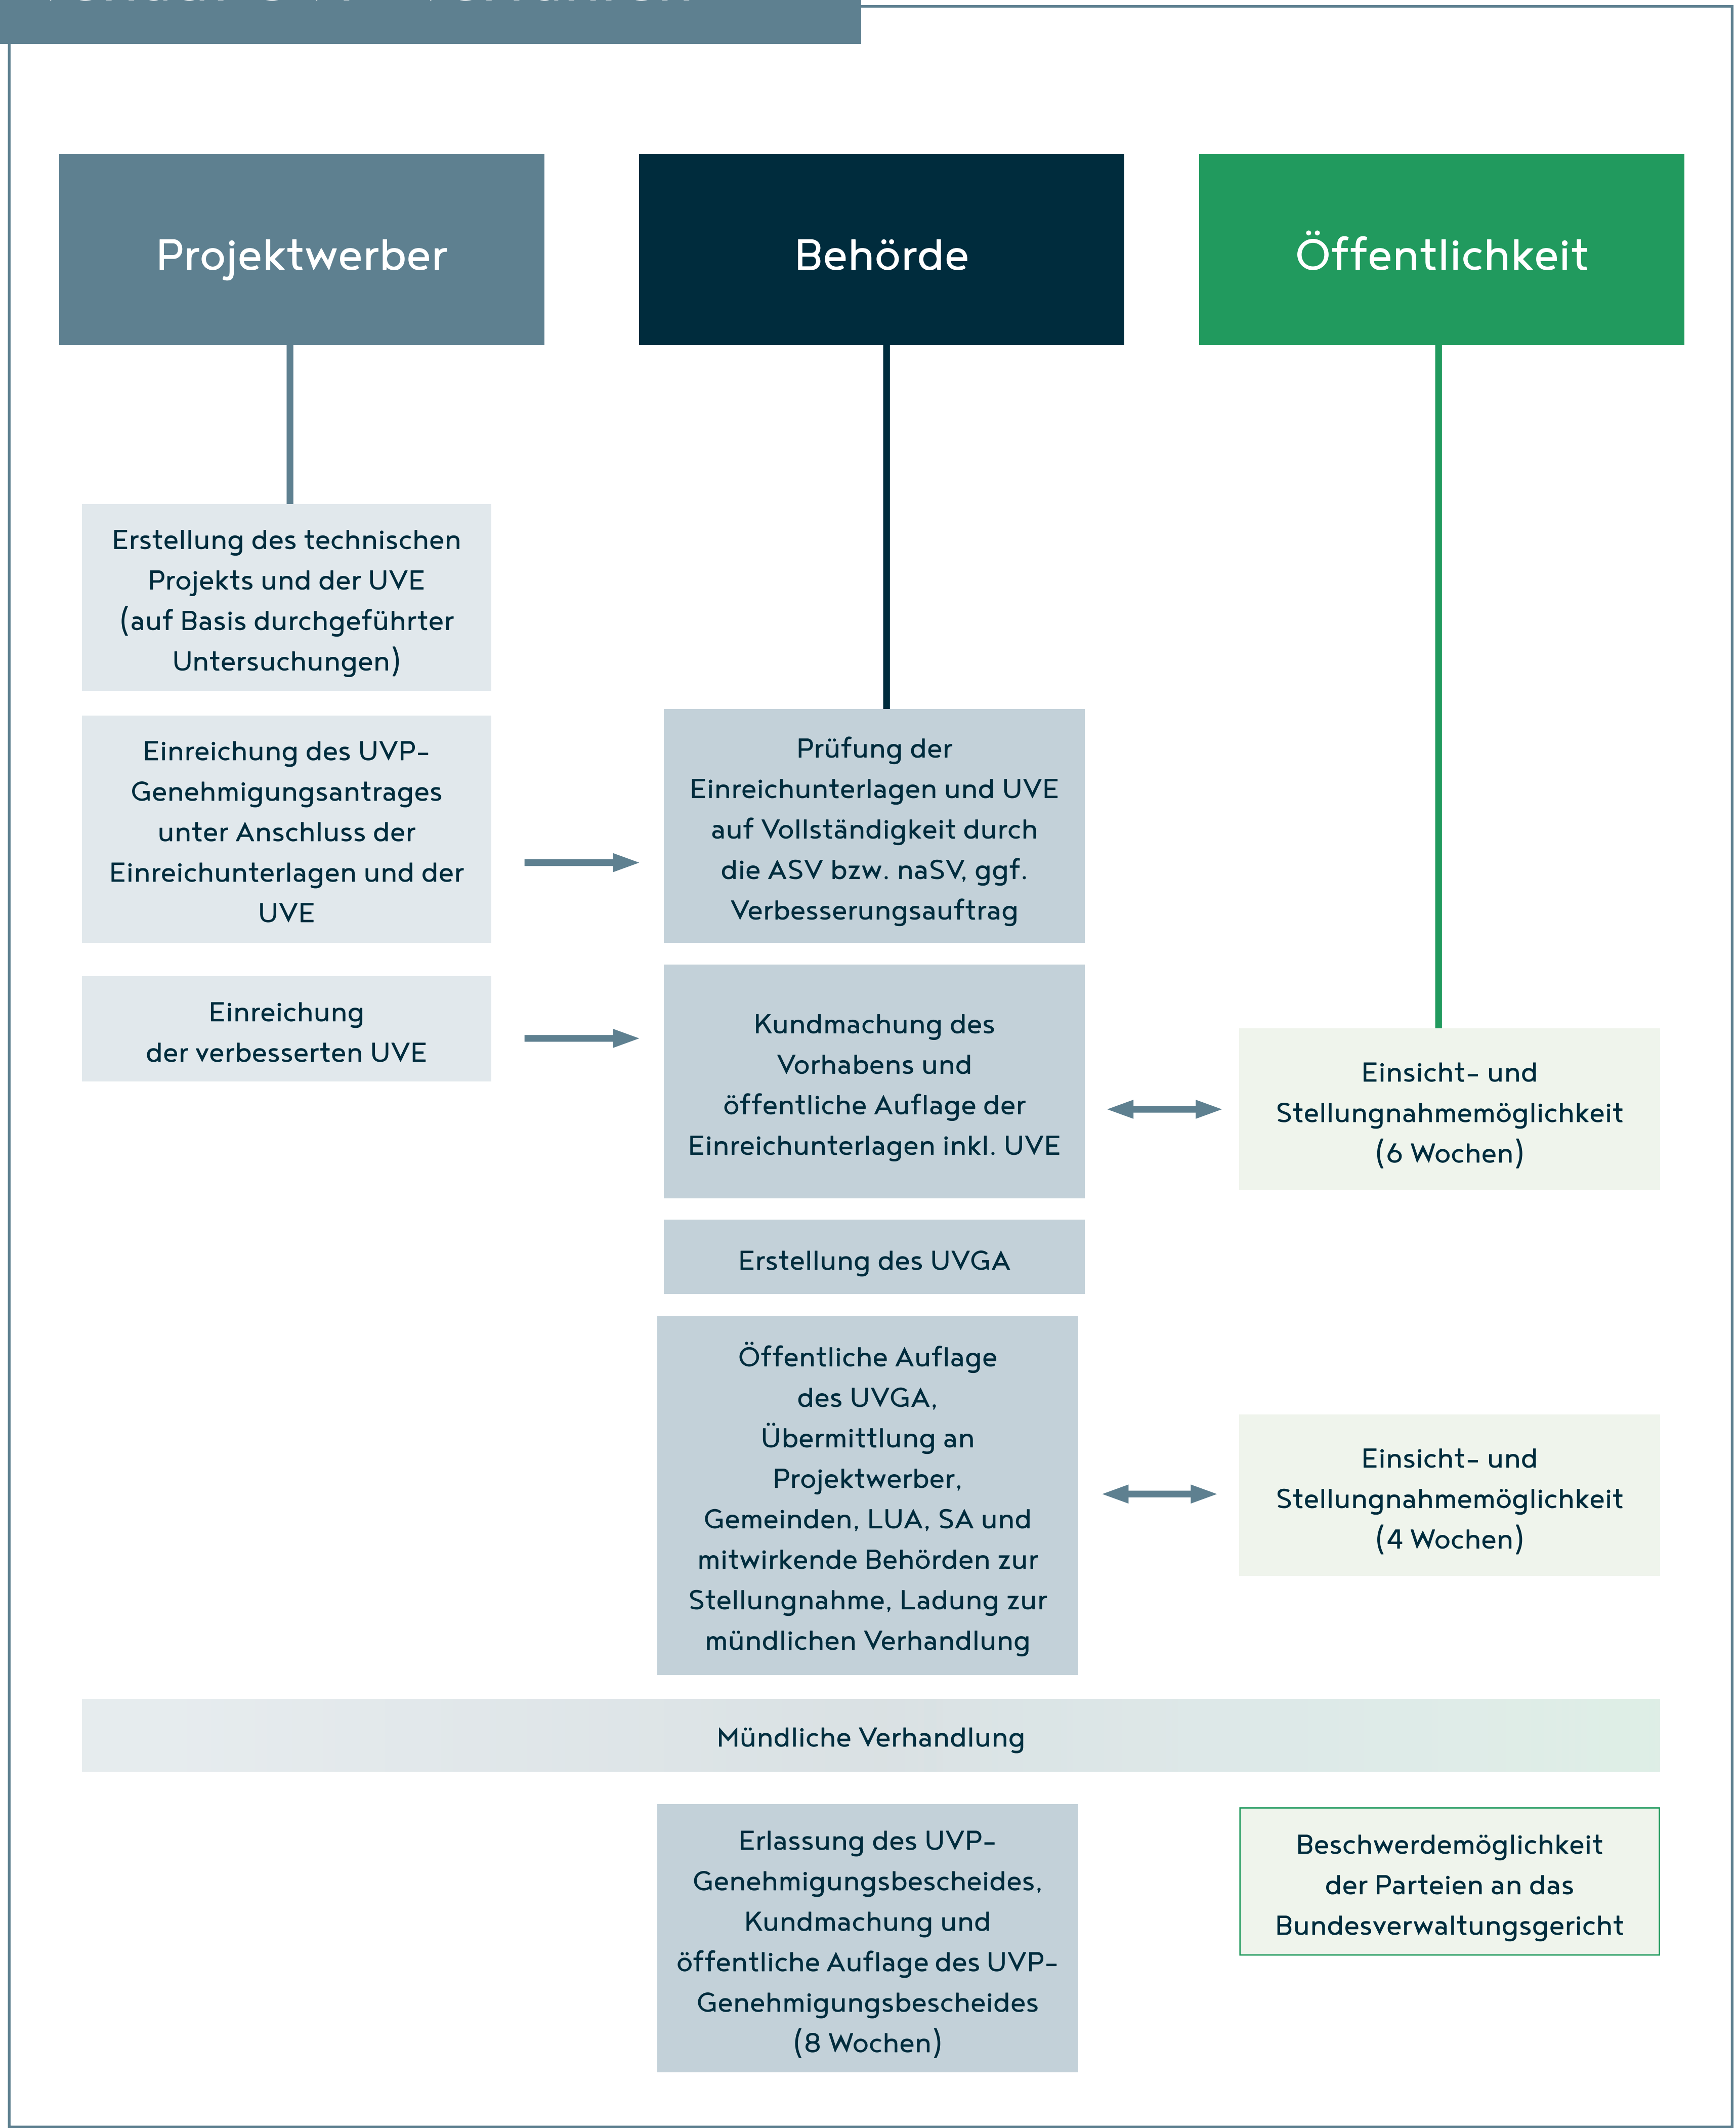 Projektwerber
Behörde
Öffentlichkeit
Erstellung des technischen
Projekts und der UVE
(auf Basis durchgeführter
Untersuchungen)
Einreichung des UVP-
Genehmigungsantrages
unter Anschluss der
Einreichunterlagen und der
UVE
Prüfung der
Einreichunterlagen und UVE
auf Vollständigkeit durch
die ASV bzw. naSV, ggf.
Verbesserungsauftrag
Einreichung
der verbesserten UVE
Kundmachung des
Vorhabens und
öffentliche Auflage der
Einreichunterlagen inkl. UVE
Einsicht- und
Stellungnahmemöglichkeit
(6 Wochen)
Erstellung des UVGA
Öffentliche Auflage
des UVGA,
Übermittlung an
Projektwerber,
Gemeinden, LUA, SA und
mitwirkende Behörden zur
Stellungnahme, Ladung zur
mündlichen Verhandlung
Einsicht- und
Stellungnahmemöglichkeit
(4 Wochen)
Mündliche Verhandlung
Erlassung des UVP-
Genehmigungsbescheides,
Kundmachung und
öffentliche Auflage des UVP-
Genehmigungsbescheides
(8 Wochen)
Beschwerdemöglichkeit
der Parteien an das
Bundesverwaltungsgericht